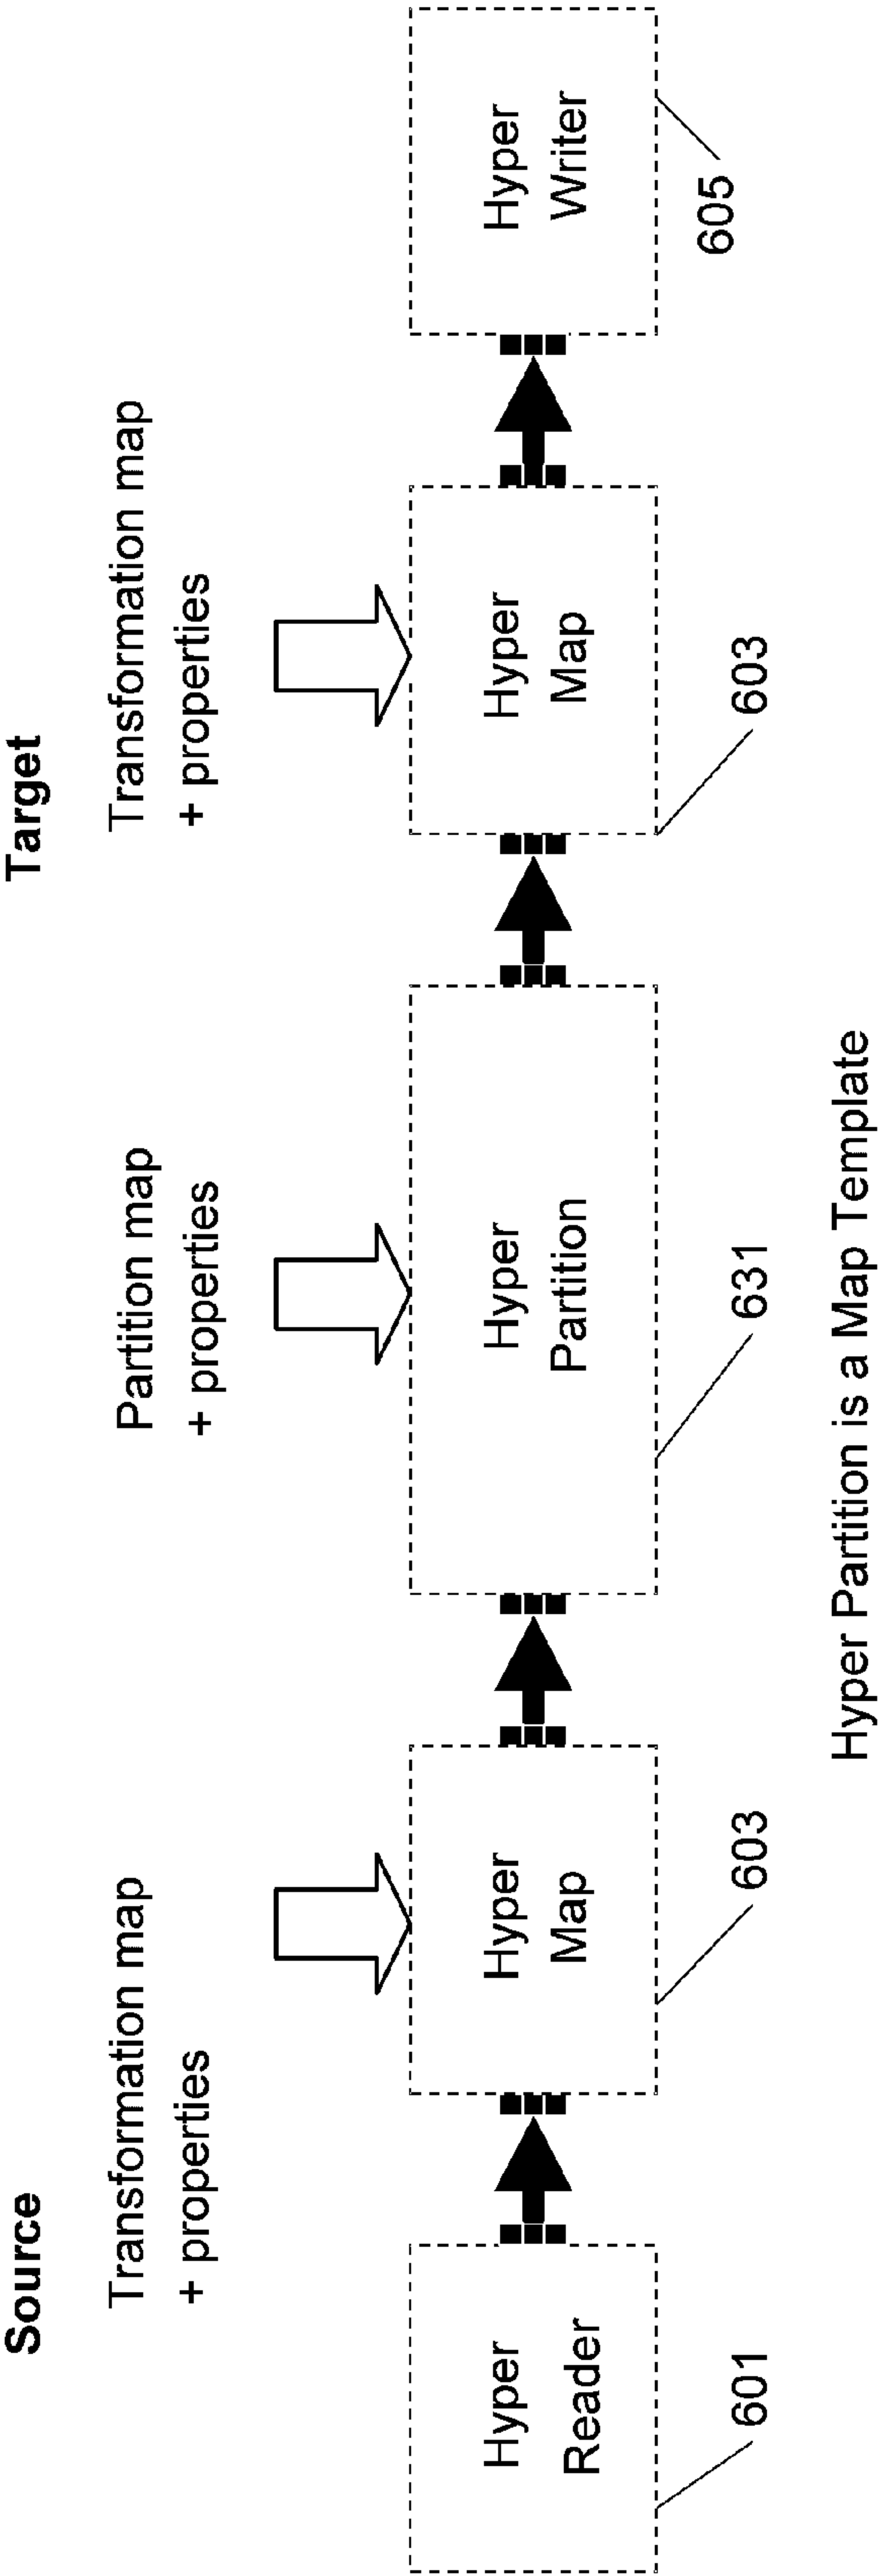 Source
Target
Transformation map
+ properties
Partition map
+ properties
Transformation map
+ properties
Hyper
Reader
Hyper
Map
Hyper
Partition
Hyper
Map
Hyper
Writer
601
603
631
603
605
Hyper Partition is a Map Template